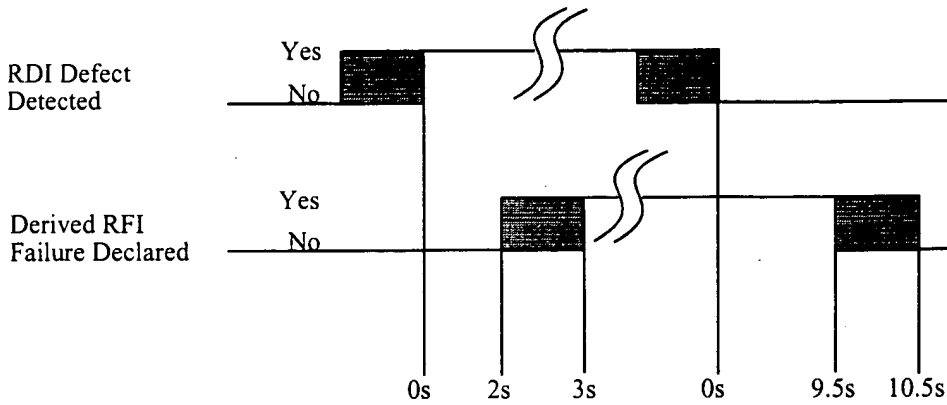 Yes
RDI Defect
Detected
No
Yes
Derived RFI
Failure Declared
No
0s 2s 3s 0s 9.5s 10.5s